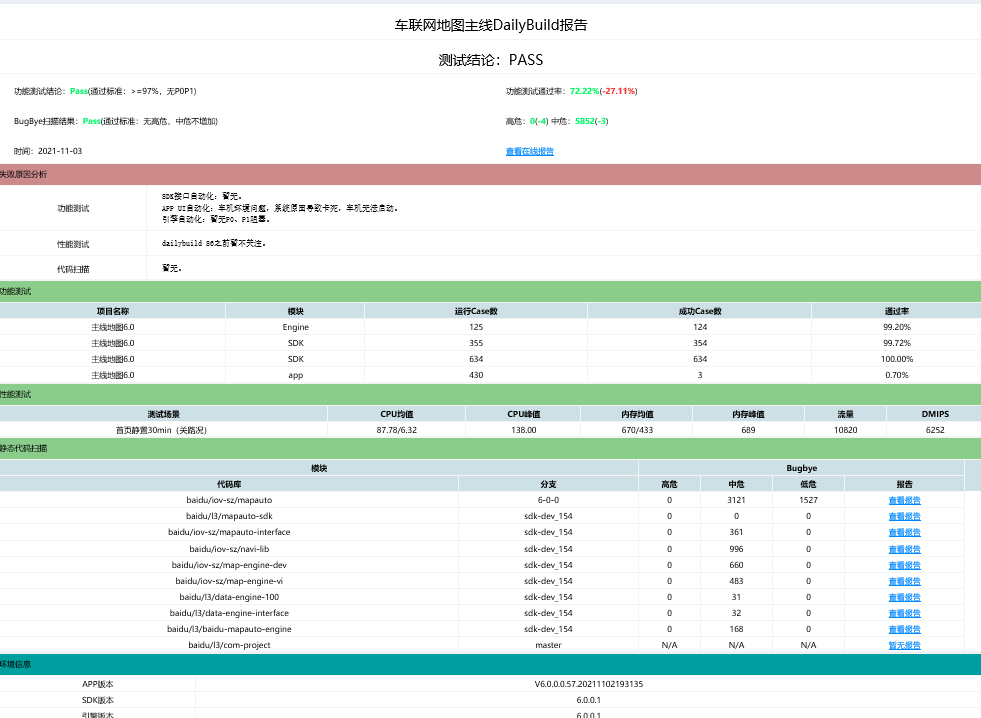 车联网地图主线DailyBuild报告
测试结论：PASS
功能测试结论：Pass(通过标准：>=97%，无P0P1) 功能测试通过率：72.22%(-27.11%)
BugBye扫描结果：Pass(通过标准：无高危，中危不增加) 高危：0(-4) 中危：5852(-3)
时间：2021-11-03 查看在线报告
失败原因分析
功能测试
SDK接口自动化：暂无。
APP UI自动化：车机环境问题，系统原因导致卡死，车机无法启动。
引擎自动化：暂无P0、P1阻塞。
性能测试 dailybuild S6之前暂不关注。
代码扫描 暂无。
功能测试
项目名称 模块 运行Case数 成功Case数 通过率
主线地图6.0 Engine 125 124 99.20%
主线地图6.0 SDK 355 354 99.72%
主线地图6.0 SDK 634 634 100.00%
主线地图6.0 app 430 3 0.70%
性能测试
测试场景 CPU均值 CPU峰值 内存均值 内存峰值 流量 DMIPS
首页静置30min（关路况） 87.78/6.32 138.00 670/433 689 10820 6252
静态代码扫描
模块 Bugbye
代码库 分支 高危 中危 低危 报告
baidu/iov-sz/mapauto 6-0-0 0 3121 1527 查看报告
baidu/l3/mapauto-sdk sdk-dev_154 0 0 0 查看报告
baidu/iov-sz/mapauto-interface sdk-dev_154 0 361 0 查看报告
baidu/iov-sz/navi-lib sdk-dev_154 0 996 0 查看报告
baidu/iov-sz/map-engine-dev sdk-dev_154 0 660 0 查看报告
baidu/iov-sz/map-engine-vi sdk-dev_154 0 483 0 查看报告
baidu/l3/data-engine-100 sdk-dev_154 0 31 0 查看报告
baidu/l3/data-engine-interface sdk-dev_154 0 32 0 查看报告
baidu/l3/baidu-mapauto-engine sdk-dev_154 0 168 0 查看报告
baidu/l3/com-project master N/A N/A N/A 暂无报告
环境信息
APP版本 V6.0.0.0.57.20211102193135
SDK版本 6.0.0.1
引擎版本 6.0.0.1